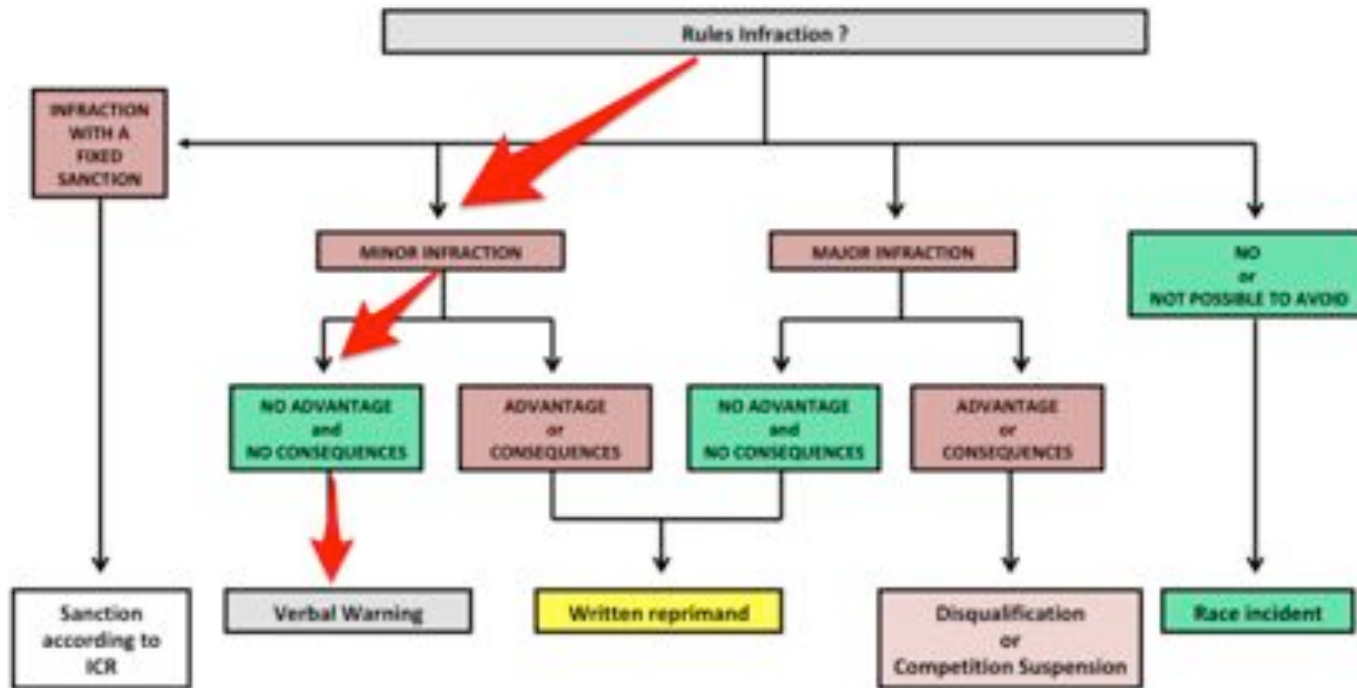 Rules Infraction ?
INFRACTION
WITH A
FIXED
SANCTION
MINOR INFRACTION
MAJOR INFRACTION
NO
or
NOT POSSIBLE TO AVOID
NO ADVANTAGE
and
NO CONSEQUENCES
ADVANTAGE
or
CONSEQUENCES
NO ADVANTAGE
and
NO CONSEQUENCES
ADVANTAGE
or
CONSEQUENCES
Sanction
according to
ICR
Verbal Warning
Written reprimand
Disqualification
or
Competition Suspension
Race incident